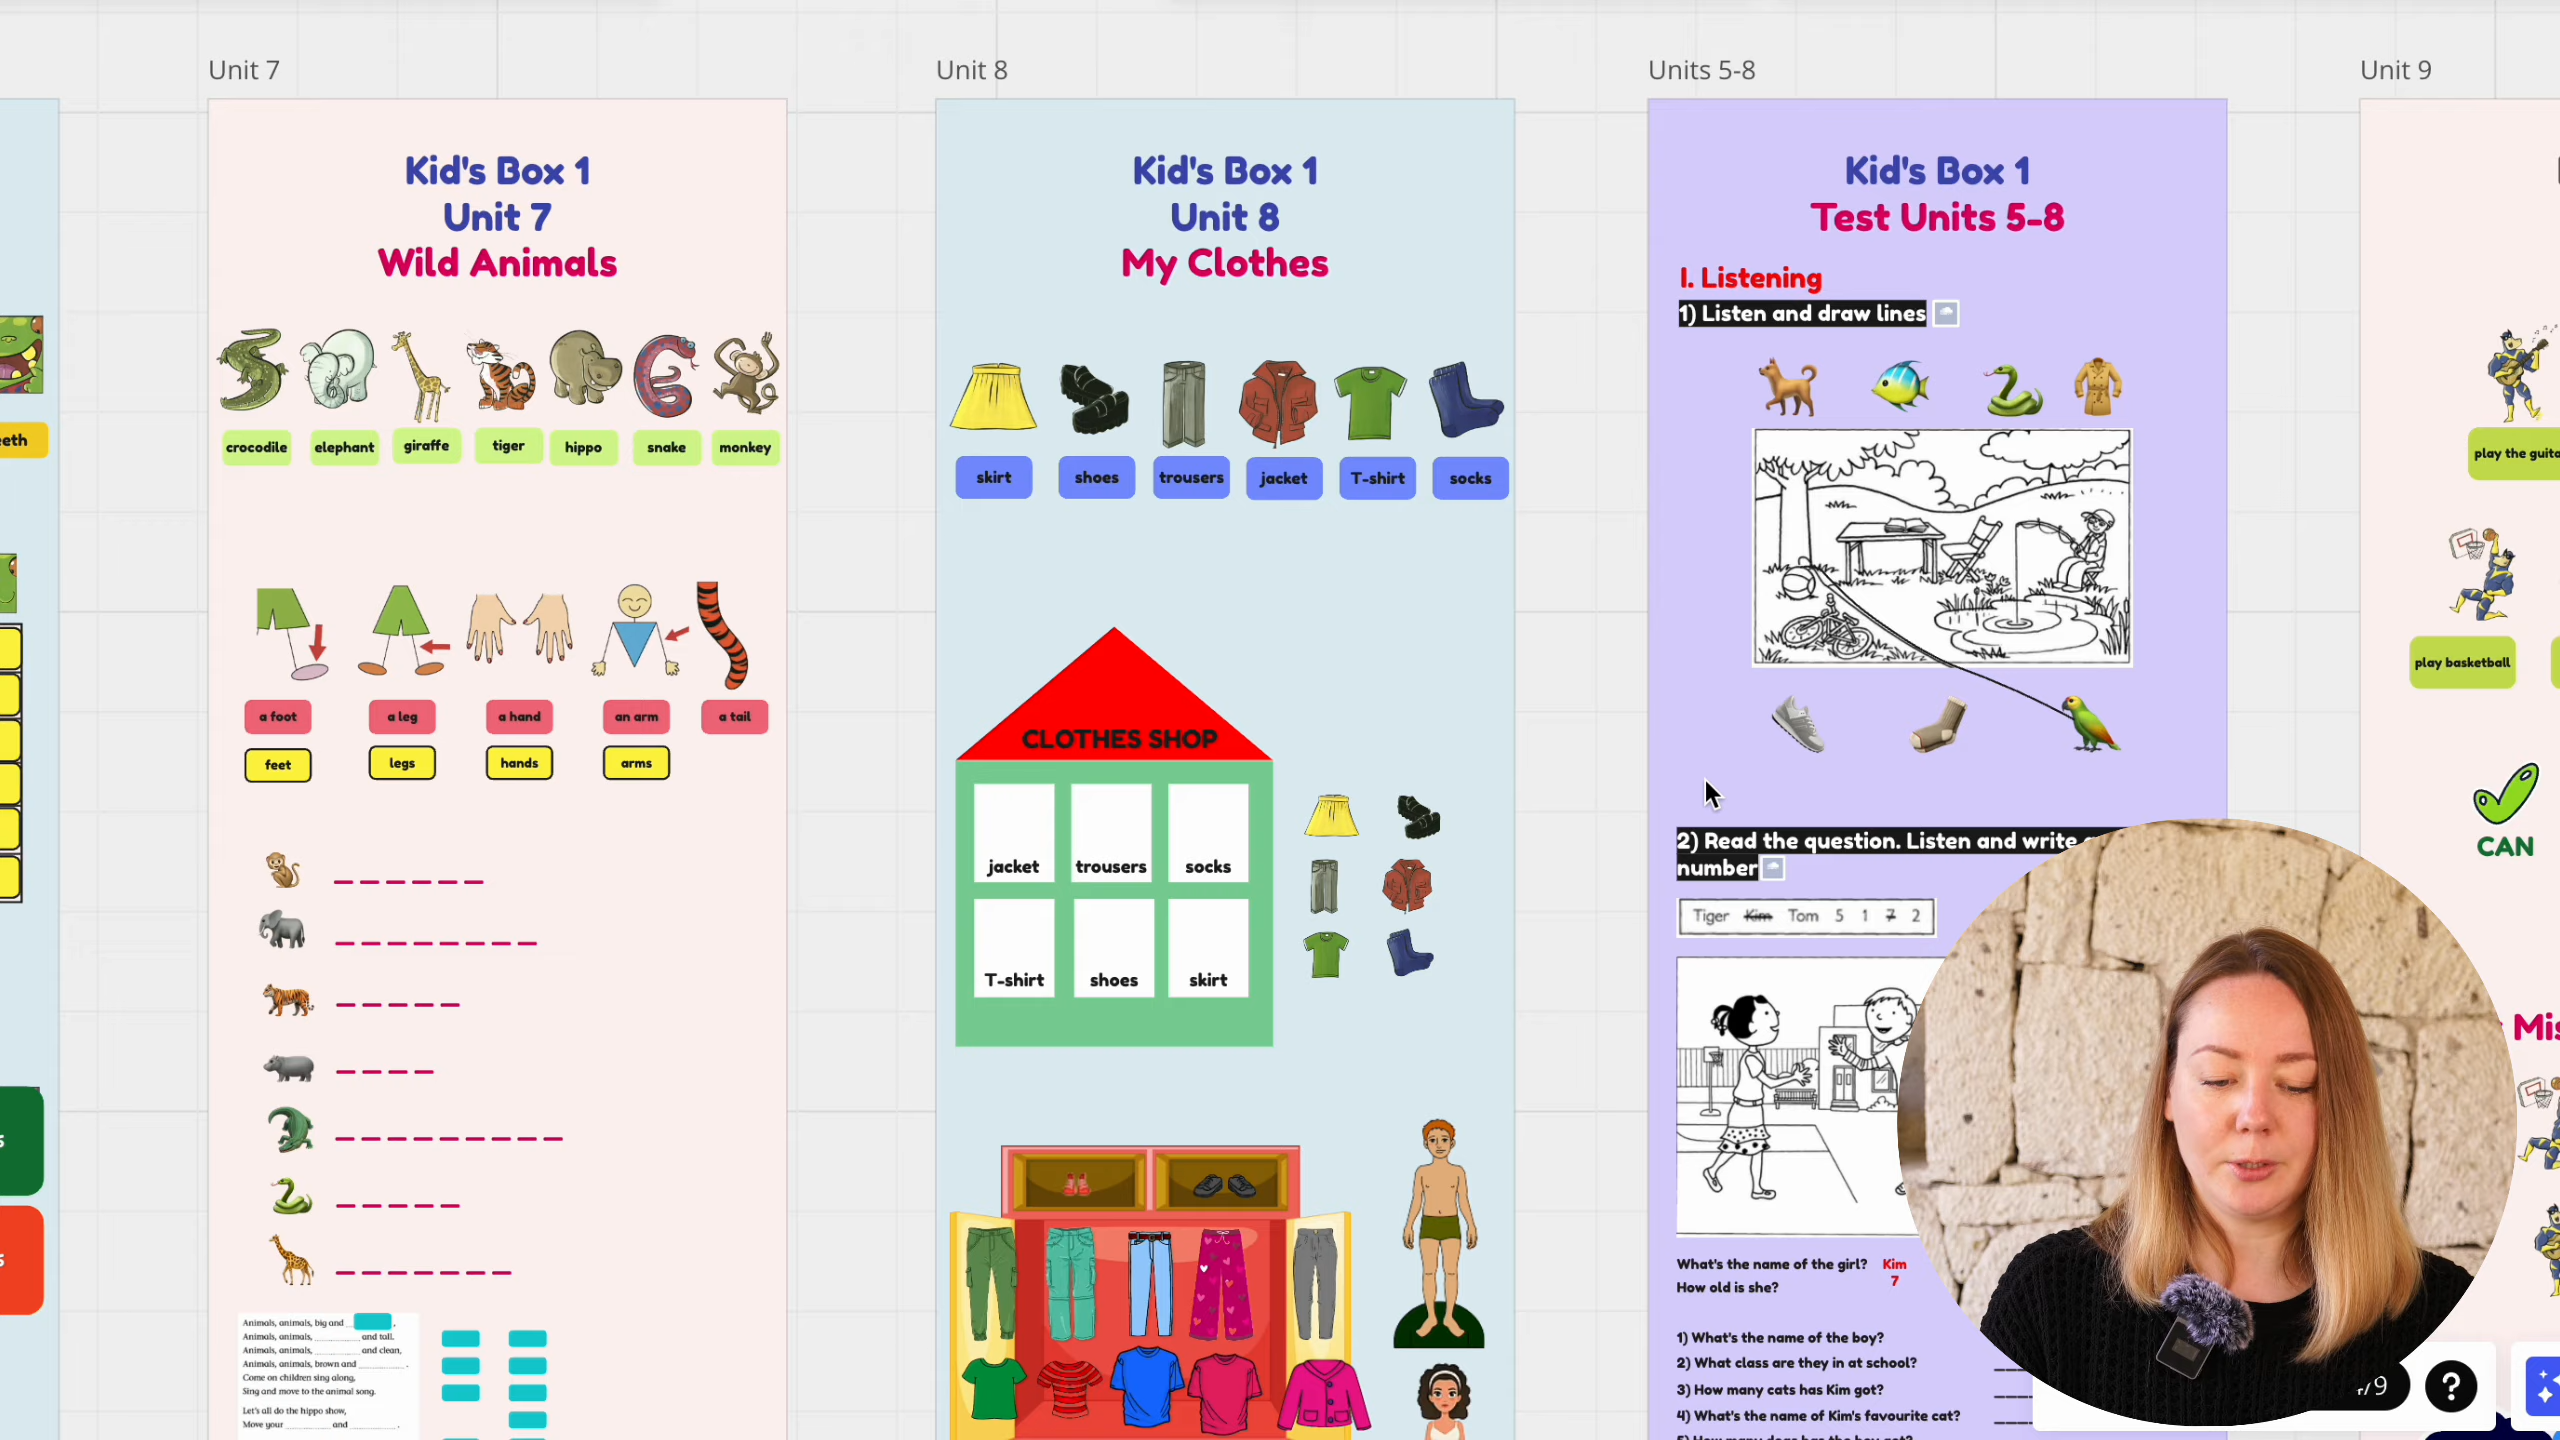 Unit 7
Unit 8
Units 5-8
Unit 9
eeth
Kid's Box 1
Unit 7
Wild Animals
crocodile
elephant
giraffe
tiger
hippo
snake
monkey
a foot
a leg
a hand
an arm
a tail
feet
legs
hands
arms
Animals, animals, big and
Animals, animals, ______ and tall.
Animals, animals, ______ and clean,
Animals, animals, brown and ______.
Come on children sing along,
Sing and move to the animal song.
Let's all do the hippo show,
Move your ______ and ______.
Kid's Box 1
Unit 8
My Clothes
skirt
shoes
trousers
jacket
T-shirt
socks
CLOTHES SHOP
jacket
trousers
socks
T-shirt
shoes
skirt
Kid's Box 1
Test Units 5-8
I. Listening
1) Listen and draw lines
2) Read the question. Listen and write
number
Tiger Kim Tom 5 1 7 2
What's the name of the girl? Kim
How old is she? 7
1) What's the name of the boy?
2) What class are they in at school?
3) How many cats has Kim got?
4) What's the name of Kim's favourite cat?
play the guita
play basketball
CAN
Mis
/9
?